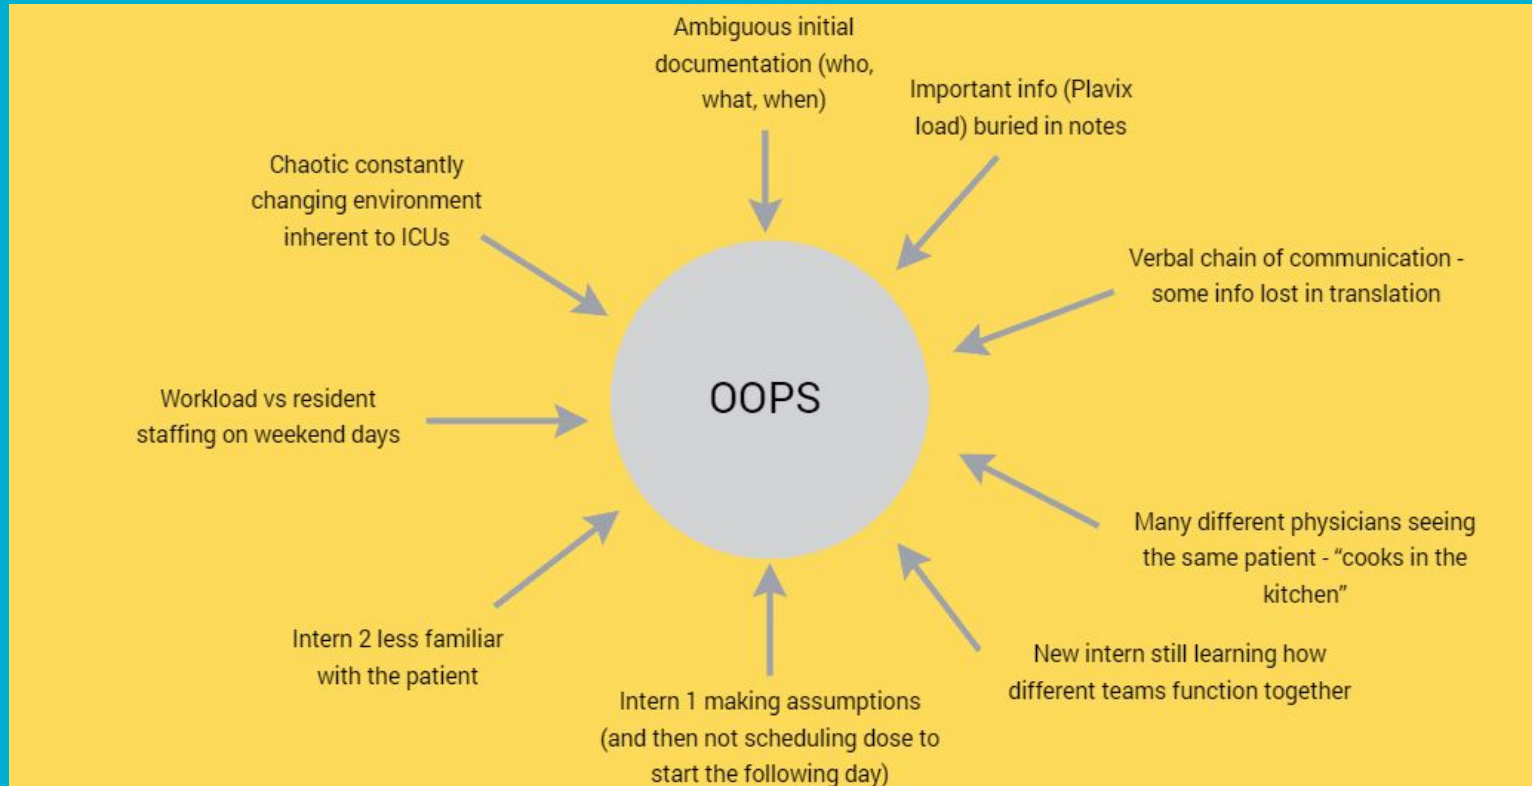 Ambiguous initial
documentation (who,
what, when)
Important info (Plavix
load) buried in notes
Chaotic constantly
changing environment
inherent to ICUs
Verbal chain of communication -
some info lost in translation
OOPS
Workload vs resident
staffing on weekend days
Many different physicians seeing
the same patient - “cooks in the
kitchen”
Intern 2 less familiar
with the patient
New intern still learning how
different teams function together
Intern 1 making assumptions
(and then not scheduling dose to
start the following day)